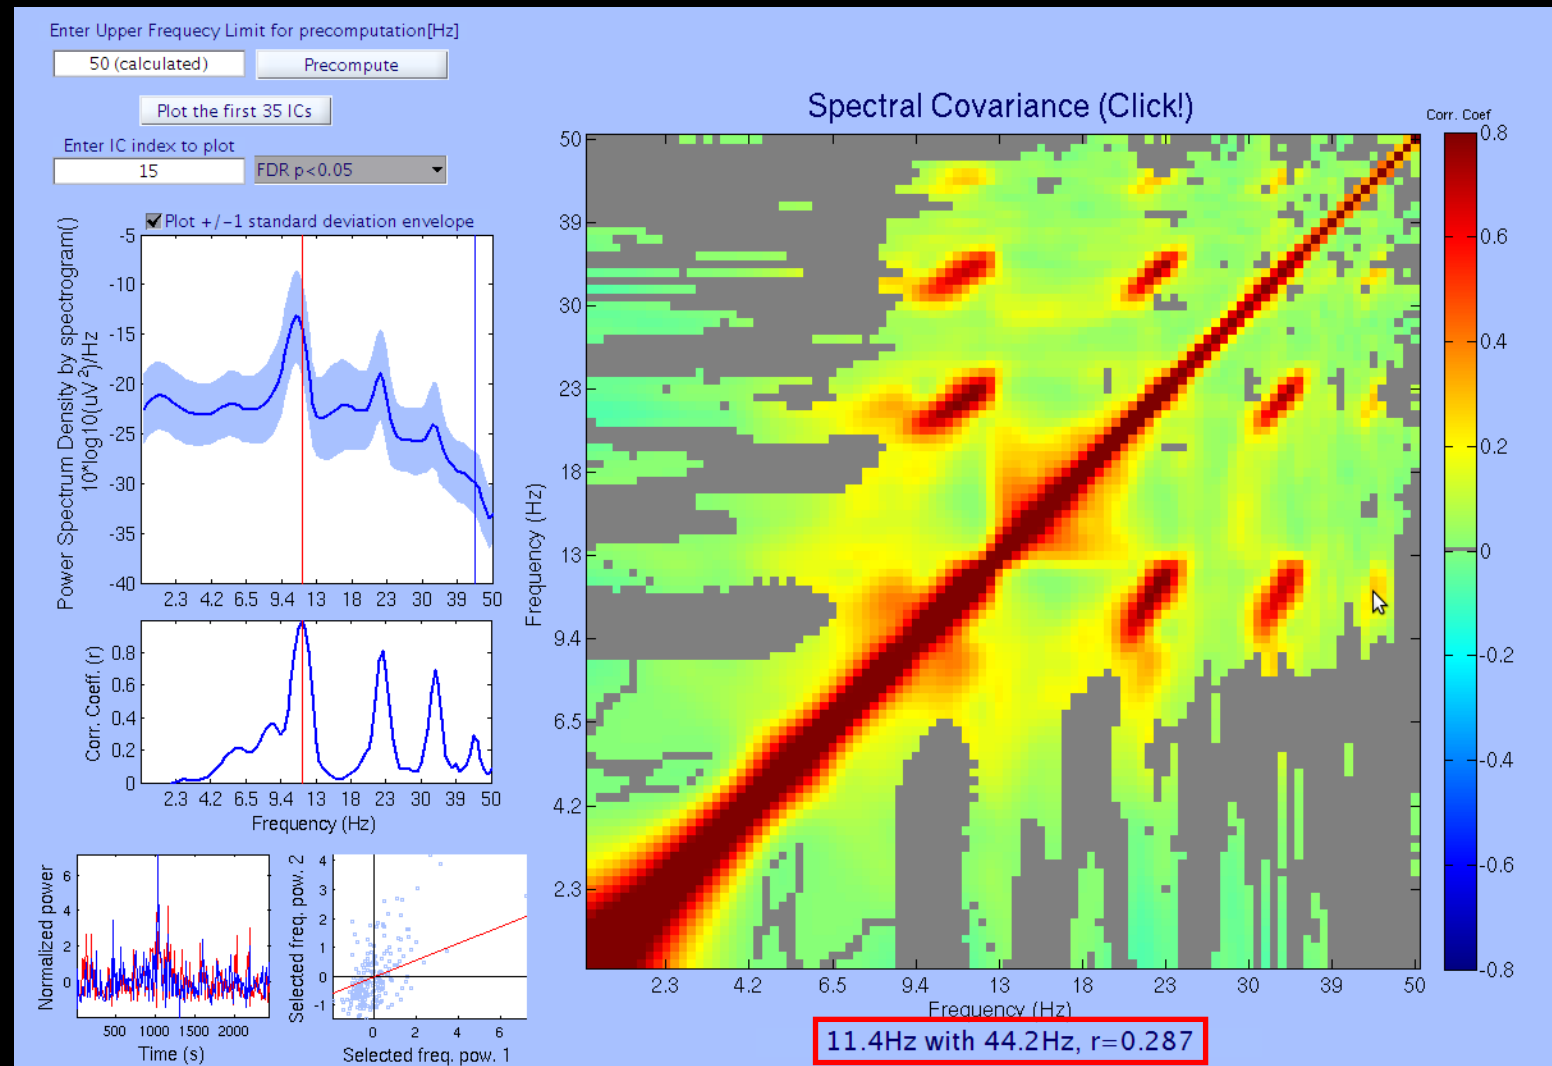 Enter Upper Frequecy Limit for precomputation[Hz]
50 (calculated)
Precompute
Plot the first 35 ICs
Enter IC index to plot
15
FDR p<0.05
Plot +/-1 standard deviation envelope
Power Spectrum Density by spectrogram()
10*log10(uV^2)/Hz
-5
-10
-15
-20
-25
-30
-35
-40
2.3 4.2 6.5 9.4 13 18 23 30 39 50
Corr. Coeff. (r)
0.8
0.6
0.4
0.2
0
2.3 4.2 6.5 9.4 13 18 23 30 39 50
Frequency (Hz)
Normalized power
6
4
2
0
500 1000 1500 2000
Time (s)
Selected freq. pow. 2
4
3
2
1
0
-1
0 2 4 6
Selected freq. pow. 1
Spectral Covariance (Click!)
Frequency (Hz)
50
39
30
23
18
13
9.4
6.5
4.2
2.3
2.3 4.2 6.5 9.4 13 18 23 30 39 50
Frequency (Hz)
11.4Hz with 44.2Hz, r=0.287
Corr. Coef
0.8
0.6
0.4
0.2
0
-0.2
-0.4
-0.6
-0.8